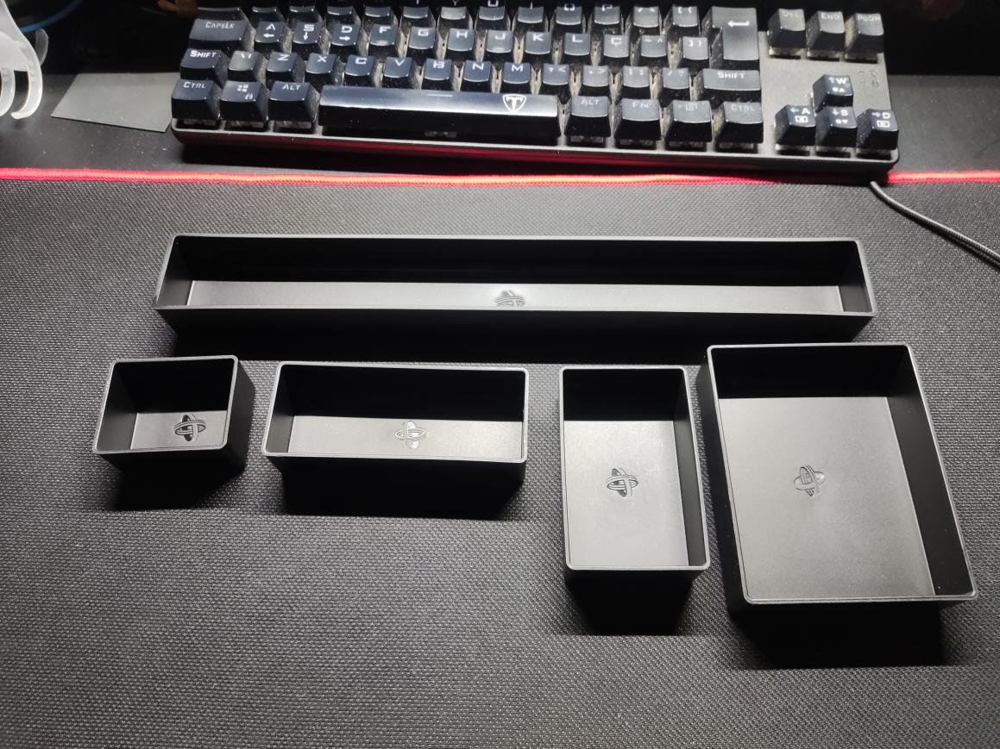 U O P
CAPSLK A S D F G H J K L Ç ~ ^ } ]
SHIFT Z X C V B N M < > SHIFT
CTRL ALT ALT FN CTRL
DEL END PGDN
W
A S D